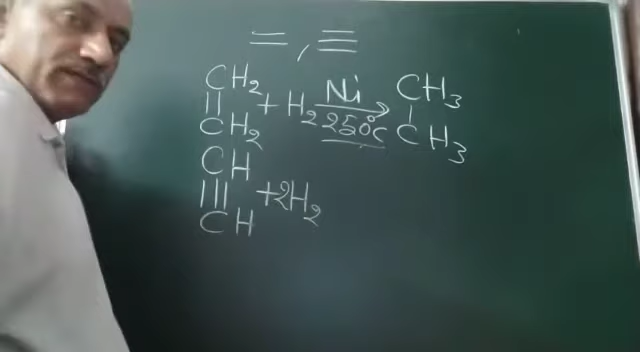 =, ≡
CH2 + H2 Ni 250°C → CH3
||
CH2
|
CH3
CH
||| +2H2
CH